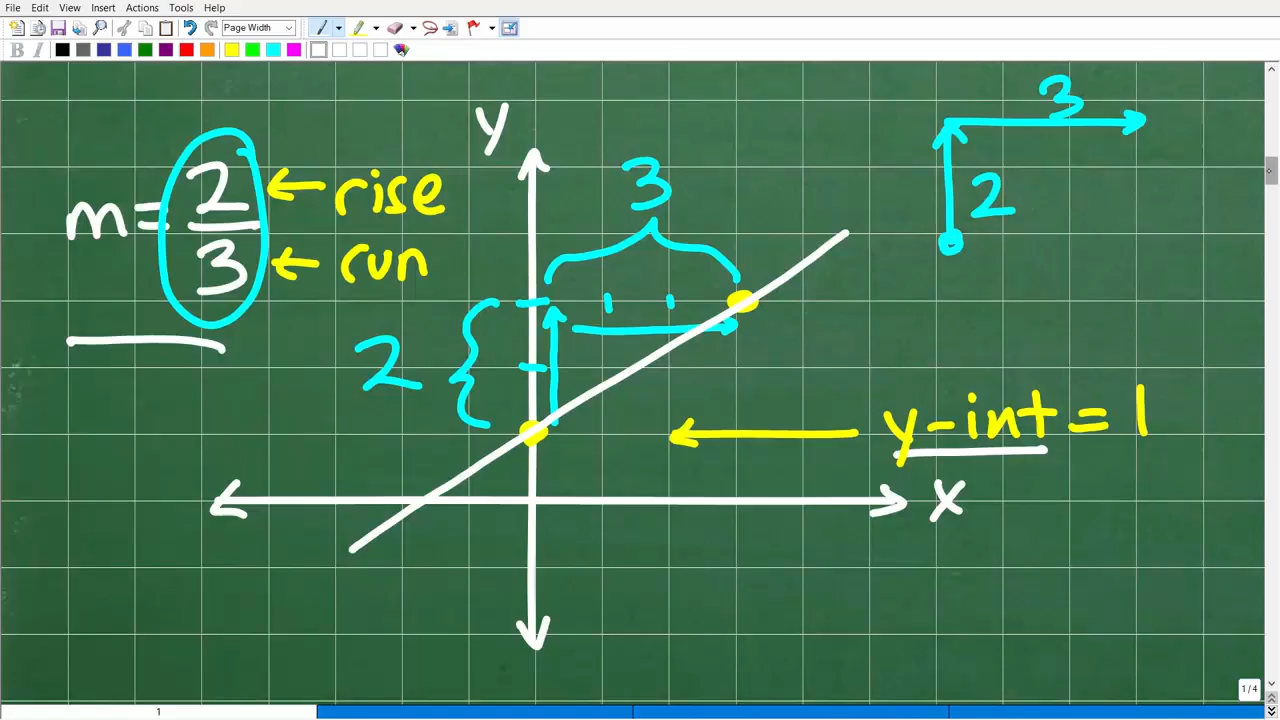 File Edit View Insert Actions Tools Help
Page Width
B I
m = 2/3
← rise
← run
y
3
2
3
2
y-int = 1
x
1/4
1